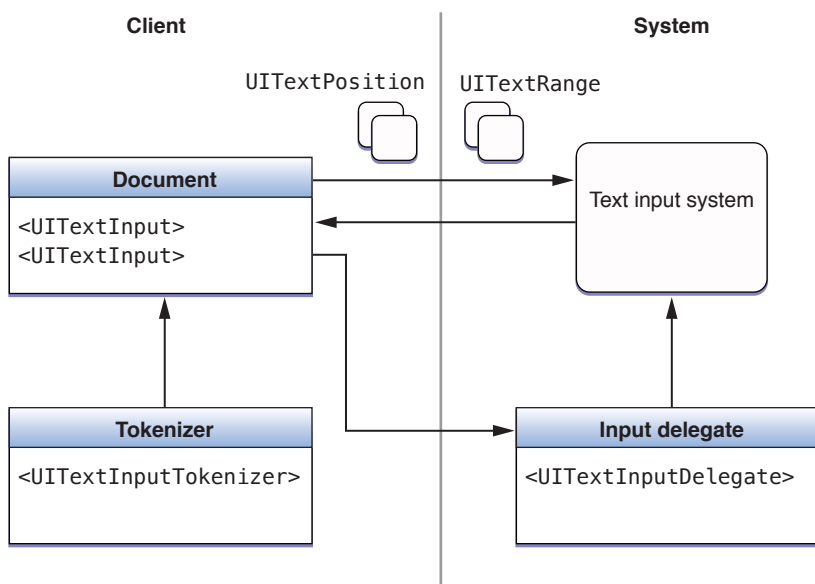 Client
System
UITextPosition
UITextRange
Document
<UITextInput>
<UITextInput>
Text input system
Tokenizer
<UITextInputTokenizer>
Input delegate
<UITextInputDelegate>